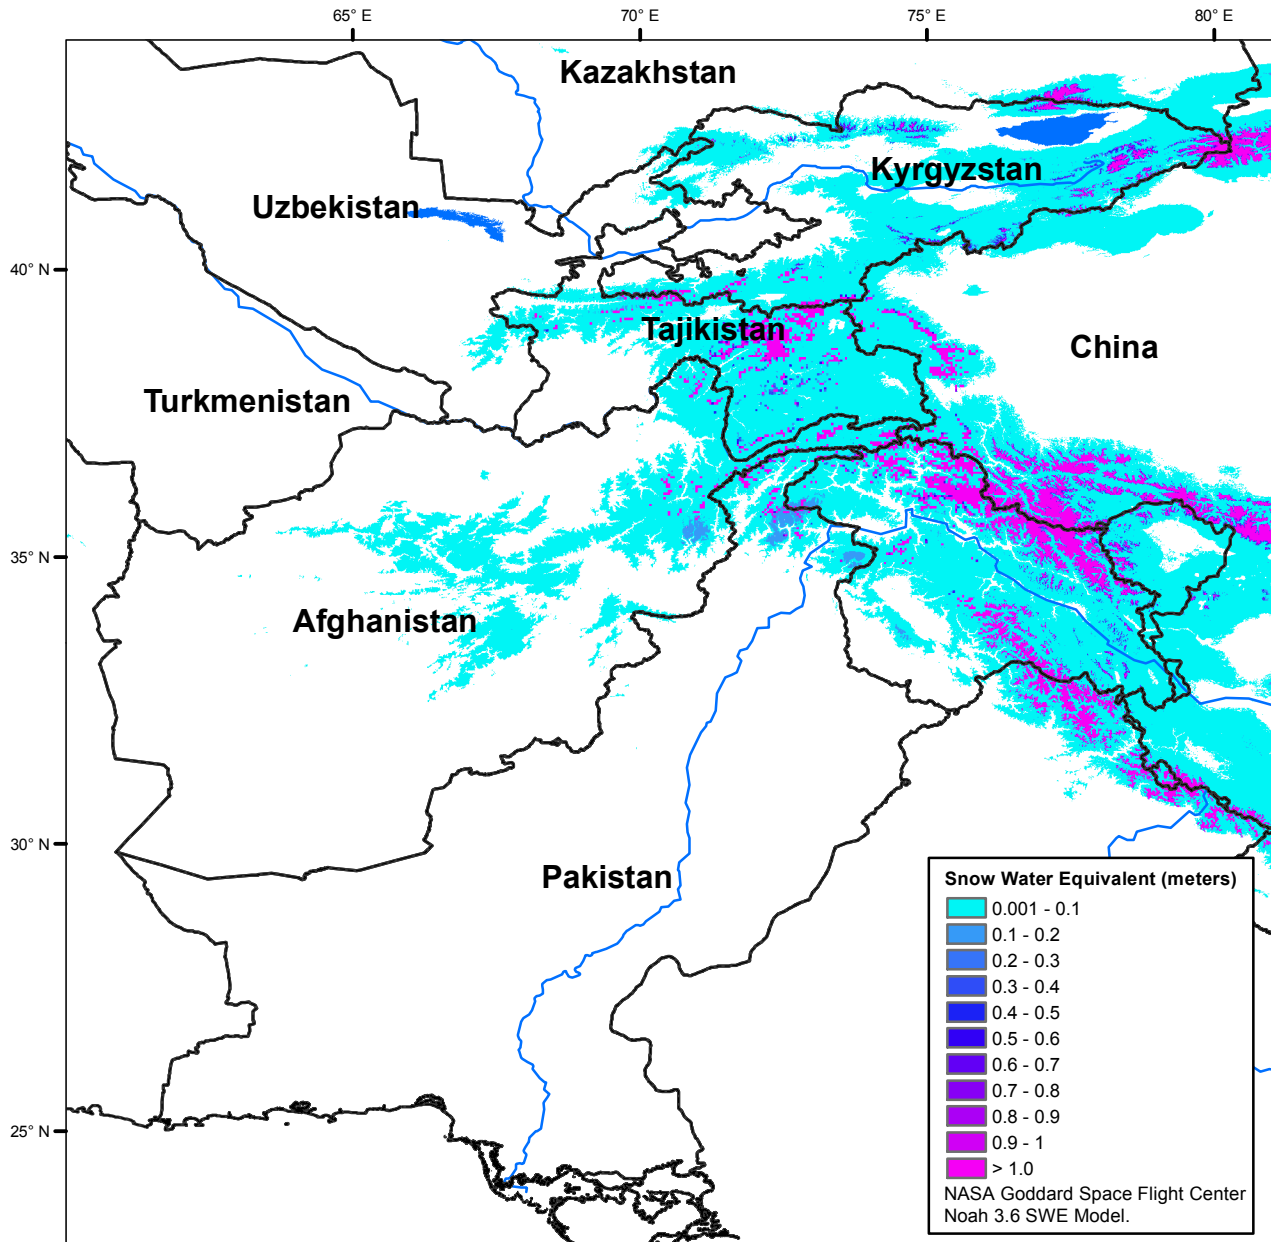 65° E
70° E
75° E
80° E
Kazakhstan
Kyrgyzstan
Uzbekistan
40° N
Tajikistan
China
Turkmenistan
35° N
Afghanistan
30° N
Pakistan
25° N
Snow Water Equivalent (meters)
0.001 - 0.1
0.1 - 0.2
0.2 - 0.3
0.3 - 0.4
0.4 - 0.5
0.5 - 0.6
0.6 - 0.7
0.7 - 0.8
0.8 - 0.9
0.9 - 1
> 1.0
NASA Goddard Space Flight Center
Noah 3.6 SWE Model.